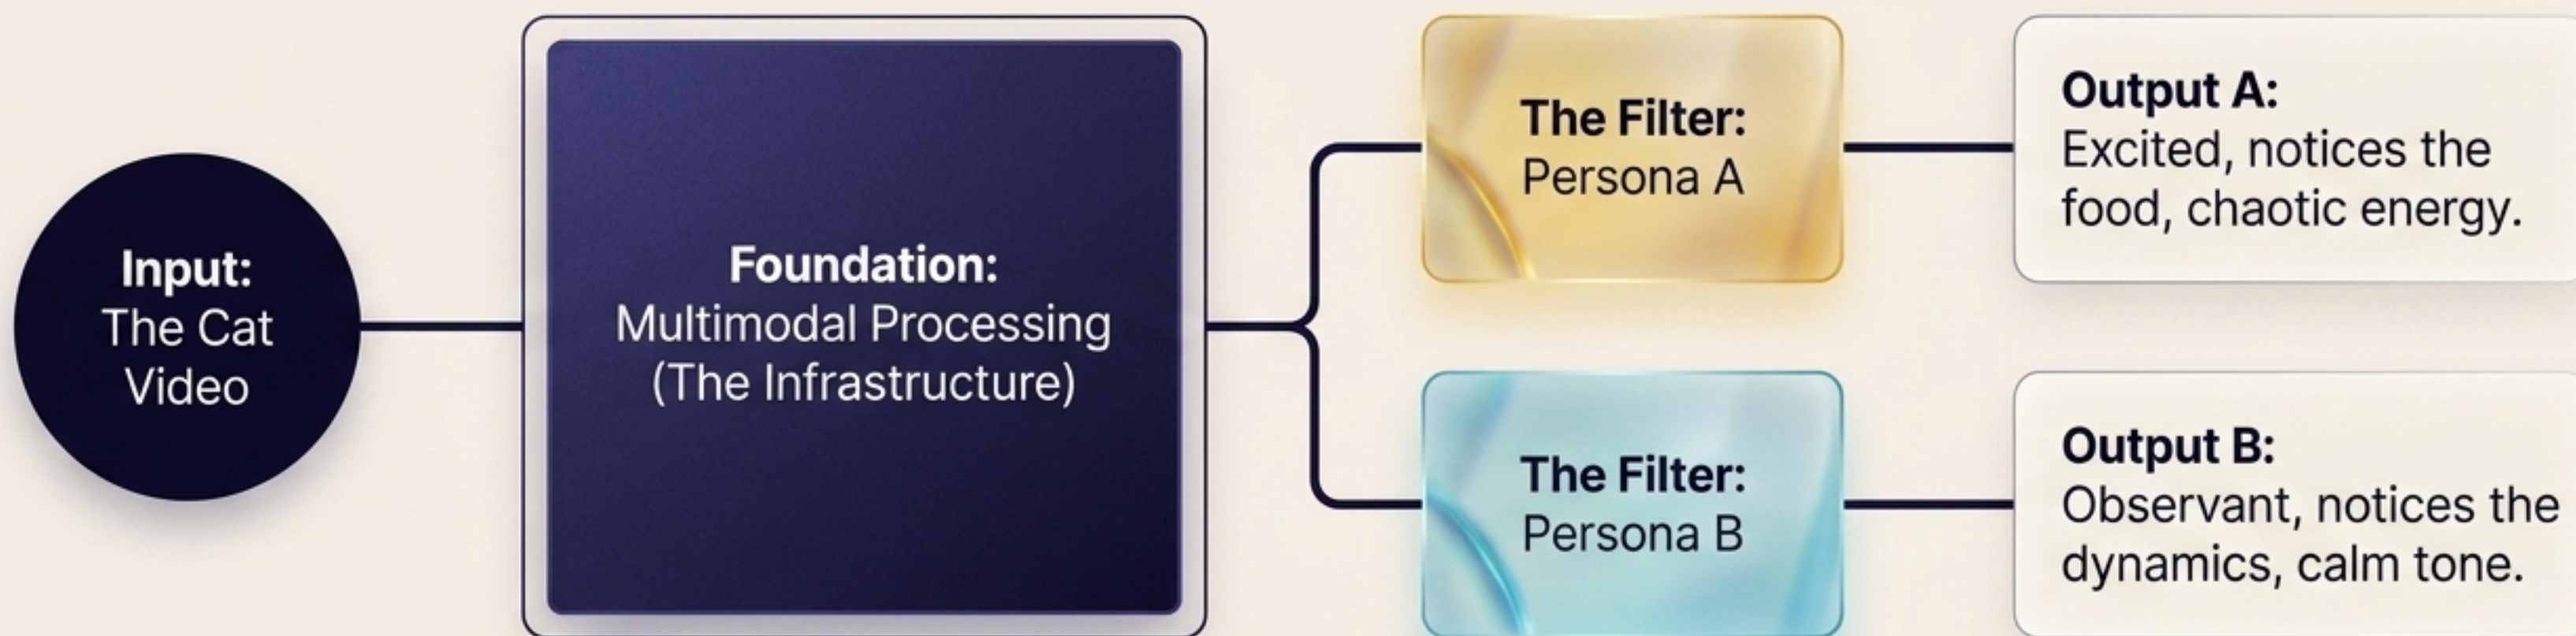 Input:
The Cat
Video
Foundation:
Multimodal Processing
(The Infrastructure)
The Filter:
Persona A
Output A:
Excited, notices the
food, chaotic energy.
The Filter:
Persona B
Output B:
Observant, notices the
dynamics, calm tone.